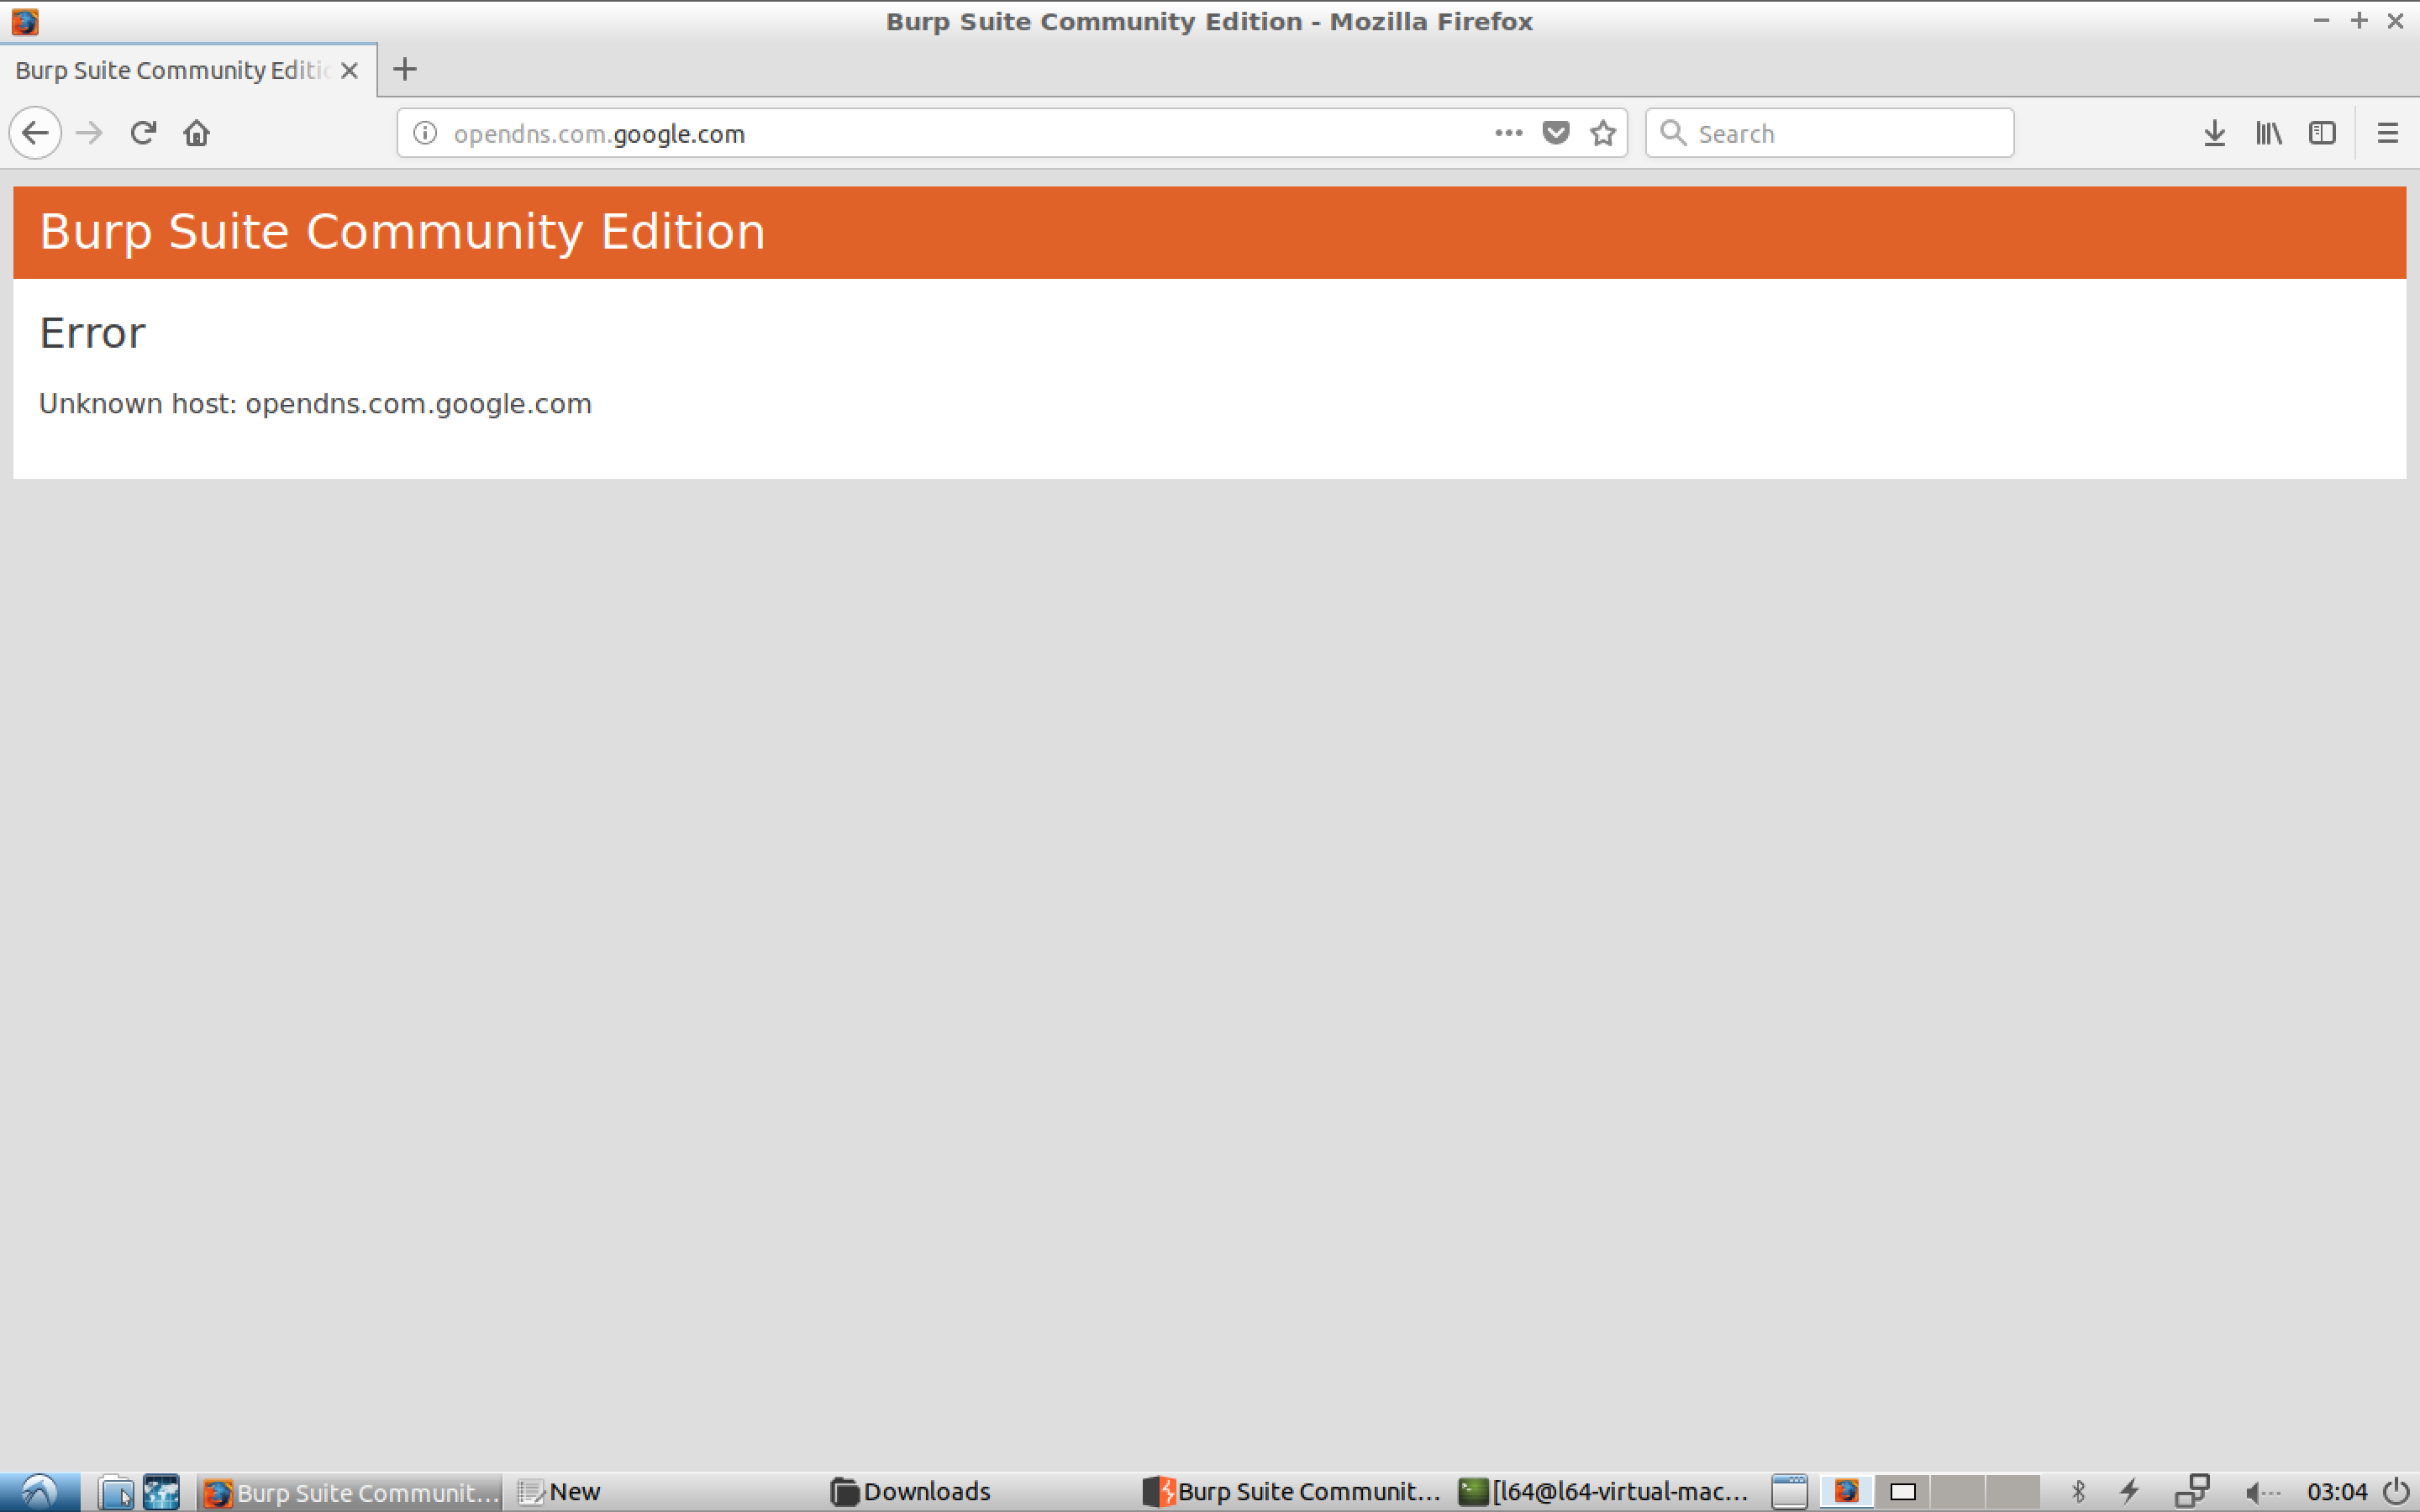 Burp Suite Community Edition - Mozilla Firefox
Burp Suite Community Editio
opendns.com.google.com
Search
Burp Suite Community Edition
Error
Unknown host: opendns.com.google.com
Burp Suite Communit...
New
Downloads
Burp Suite Communit...
[l64@l64-virtual-mac...
03:04